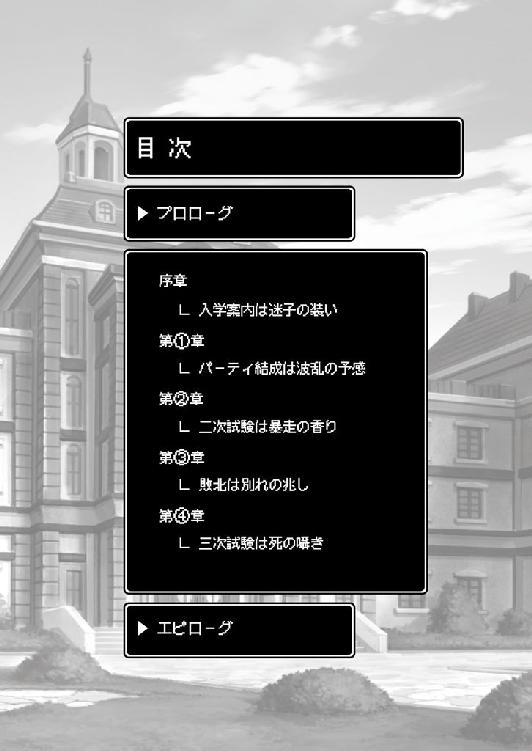 目次
▶ プロローグ
序章
∟ 入学案内は迷子の装い
第①章
∟ パーティ結成は波乱の予感
第②章
∟ 二次試験は暴走の香り
第③章
∟ 敗北は別れの兆し
第④章
∟ 三次試験は死の囁き
▶ エピローグ